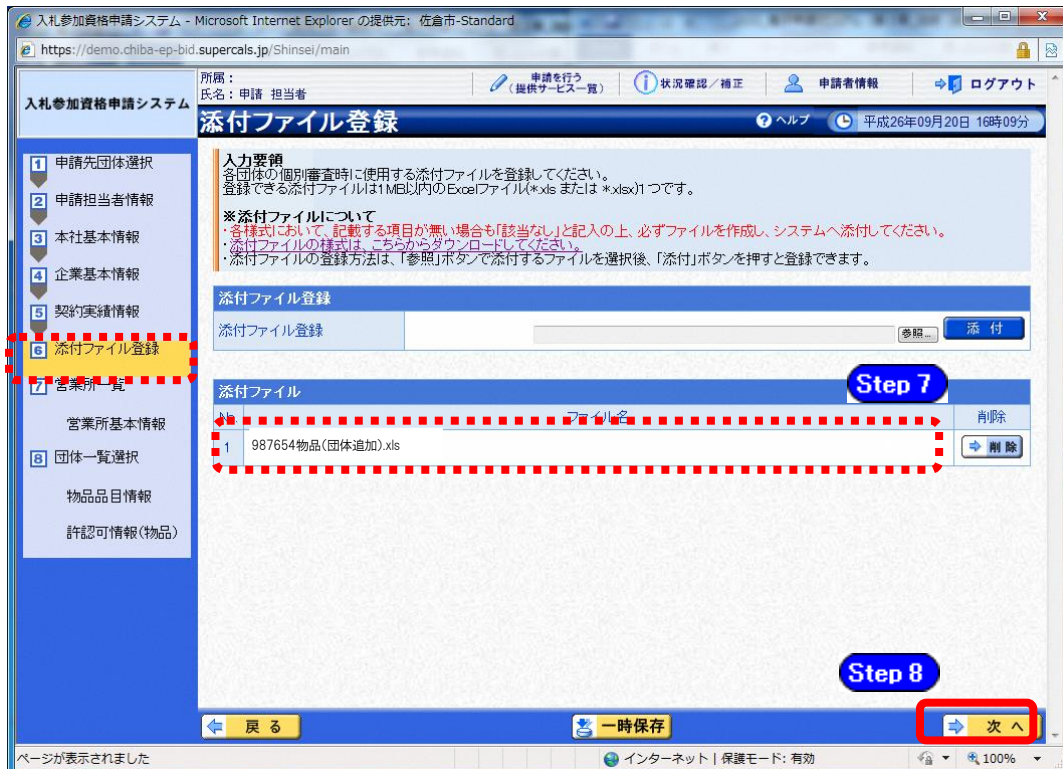 入札参加資格申請システム - Microsoft Internet Explorer の提供元: 佐倉市-Standard
https://demo.chiba-ep-bid.supercals.jp/Shinsei/main
入札参加資格申請システム
所属:
氏名: 申請 担当者
申請を行う
(提供サービス一覧)
状況確認/補正
申請者情報
ログアウト
添付ファイル登録
ヘルプ
平成26年09月20日 16時09分
1 申請先団体選択
2 申請担当者情報
3 本社基本情報
4 企業基本情報
5 契約実績情報
6 添付ファイル登録
7 営業所一覧
営業所基本情報
8 団体一覧選択
物品品目情報
許認可情報(物品)
入力要領
各団体の個別審査時に使用する添付ファイルを登録してください。
登録できる添付ファイルは1MB以内のExcelファイル(*.xls または *.xlsx)1つです。
※添付ファイルについて
・各様式において、記載する項目が無い場合も「該当なし」と記入の上、必ずファイルを作成し、システムへ添付してください。
・添付ファイルの様式は、こちらからダウンロードしてください。
・添付ファイルの登録方法は、「参照」ボタンで添付するファイルを選択後、「添付」ボタンを押すと登録できます。
添付ファイル登録
添付ファイル登録
参照...
添 付
添付ファイル
Step 7
No. ファイル名 削除
1 987654物品(団体追加).xls 削 除
Step 8
戻 る
一時保存
次 へ
ページが表示されました
インターネット | 保護モード: 有効
100%